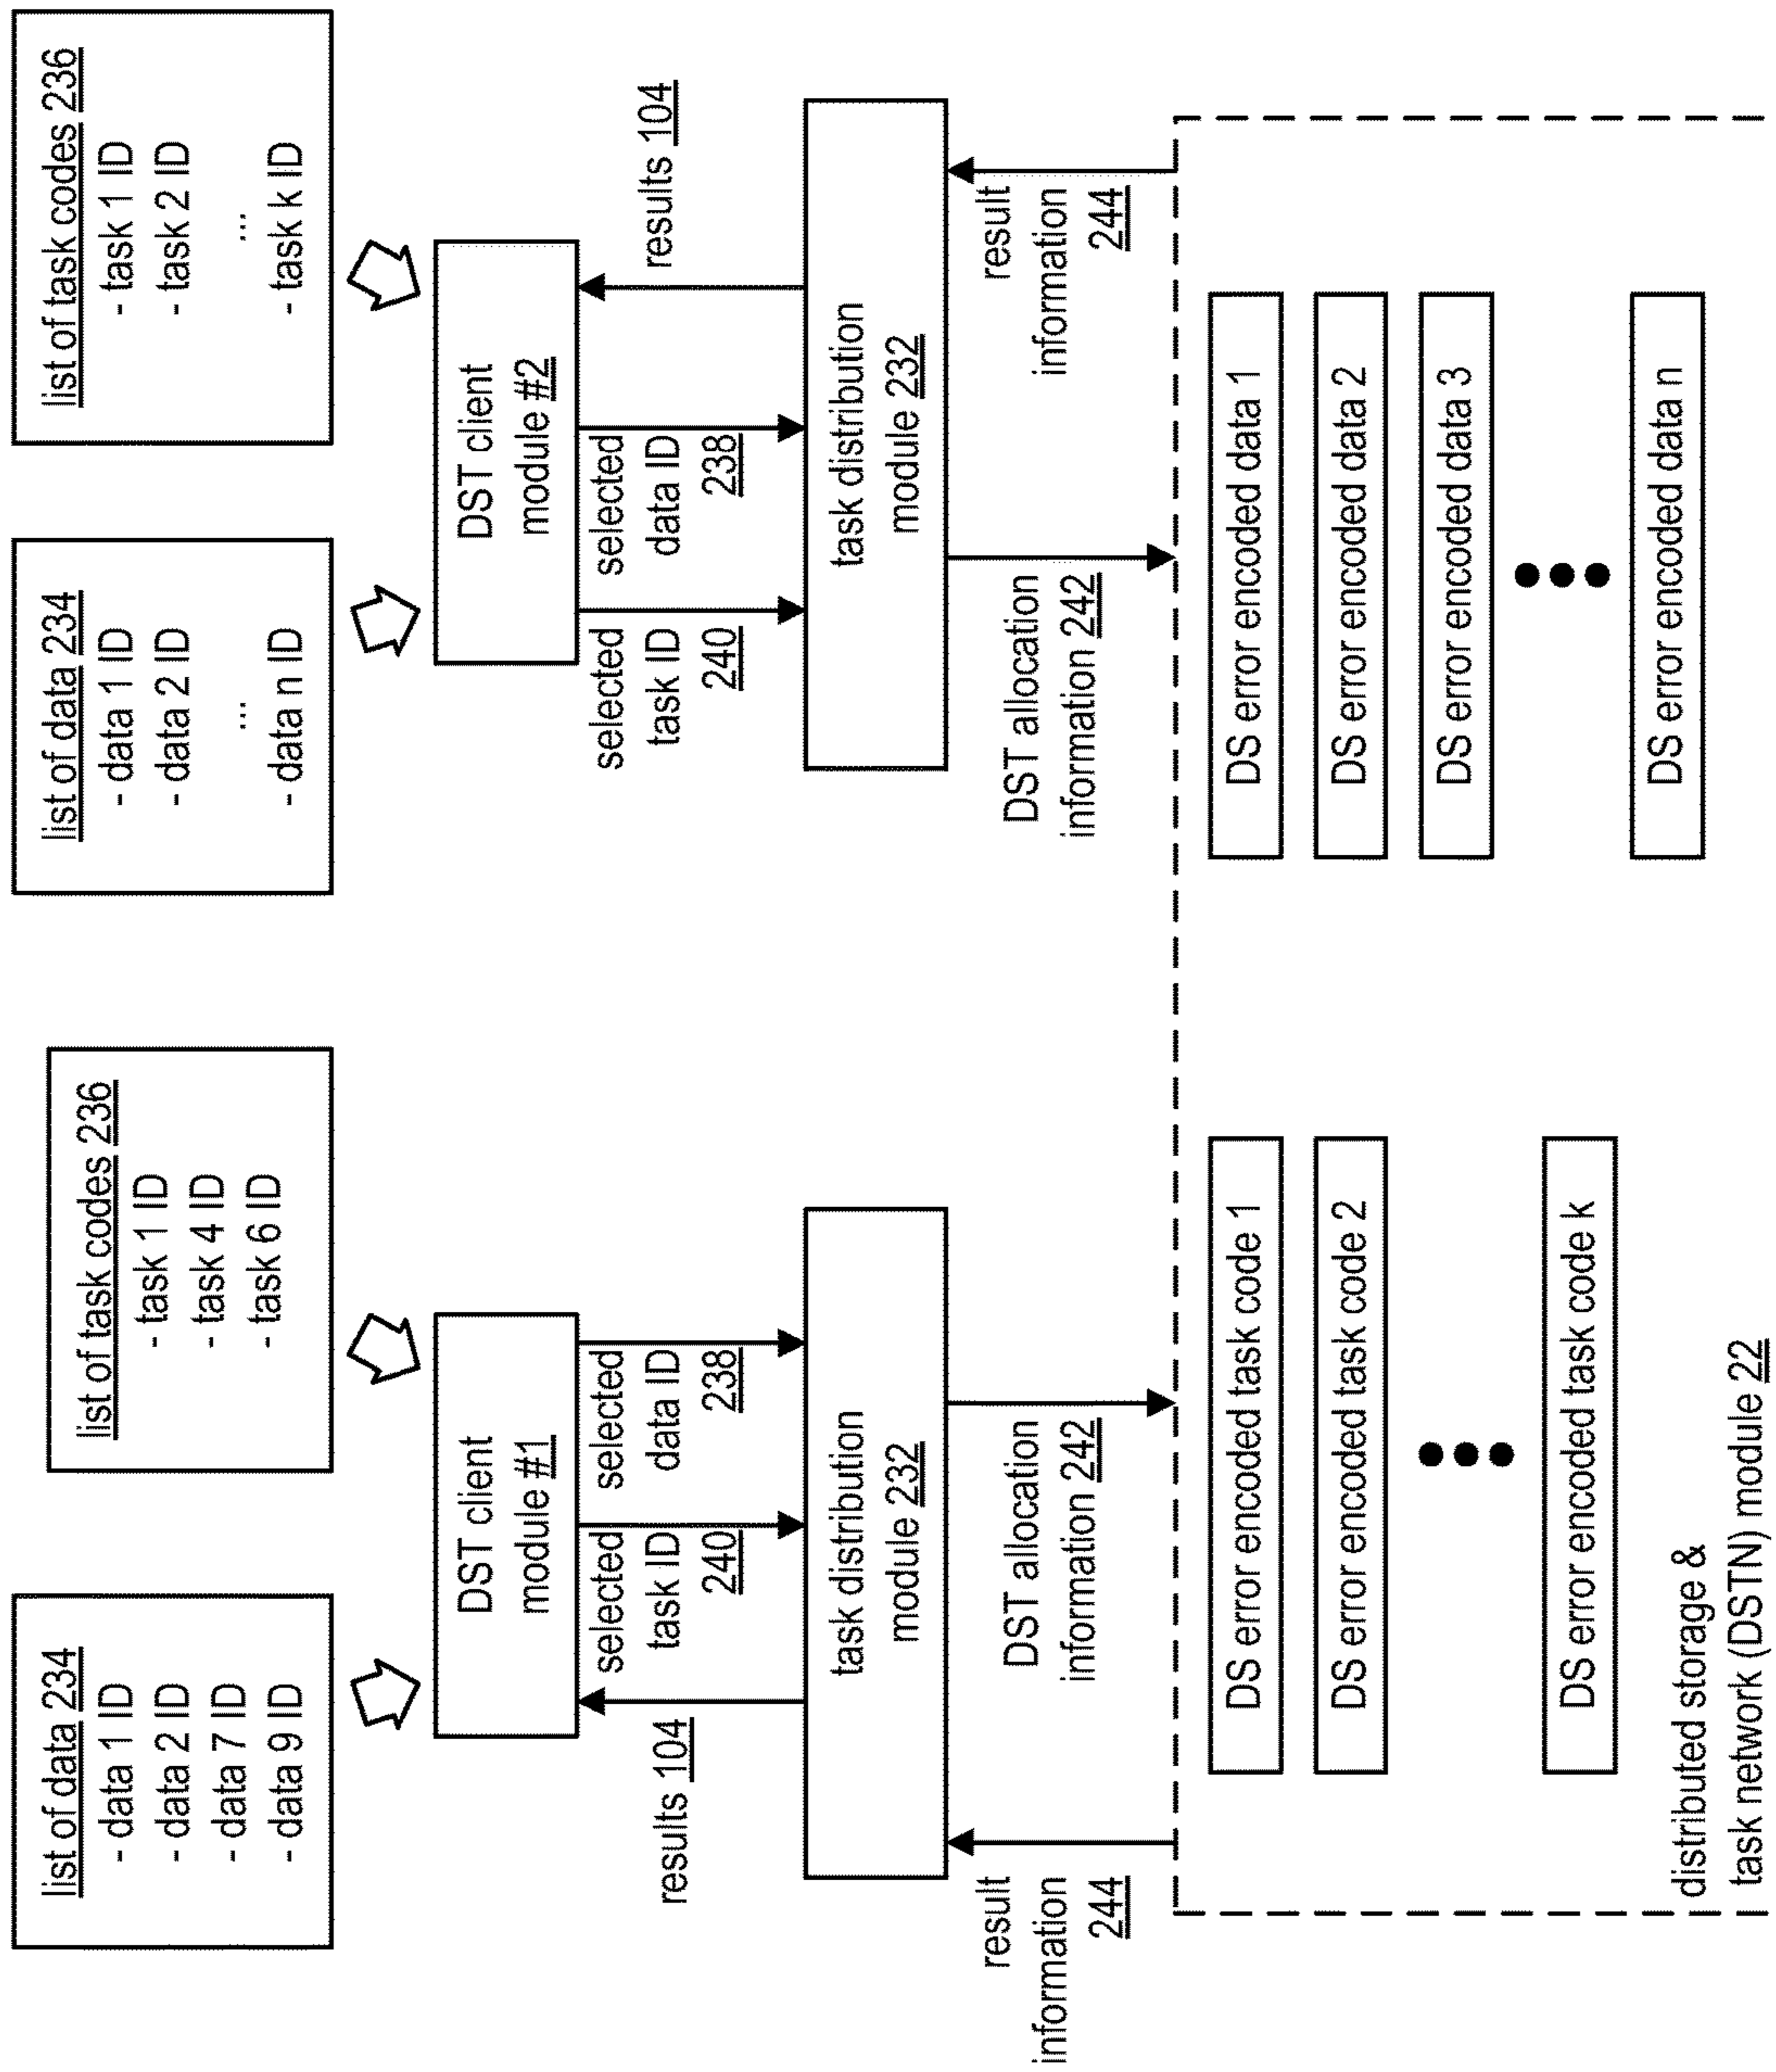 list of data 234
- data 1 ID
- data 2 ID
- data 7 ID
- data 9 ID
list of task codes 236
- task 1 ID
- task 4 ID
- task 6 ID
list of data 234
- data 1 ID
- data 2 ID
...
- data n ID
list of task codes 236
- task 1 ID
- task 2 ID
...
- task k ID
DST client
module #1
DST client
module #2
results 104
selected
task ID
240
selected
data ID
238
selected
task ID
240
selected
data ID
238
results 104
task distribution
module 232
task distribution
module 232
result
information
244
DST allocation
information 242
DST allocation
information 242
result
information
244
DS error encoded task code 1
DS error encoded task code 2
DS error encoded task code k
DS error encoded data 1
DS error encoded data 2
DS error encoded data 3
DS error encoded data n
distributed storage &
task network (DSTN) module 22